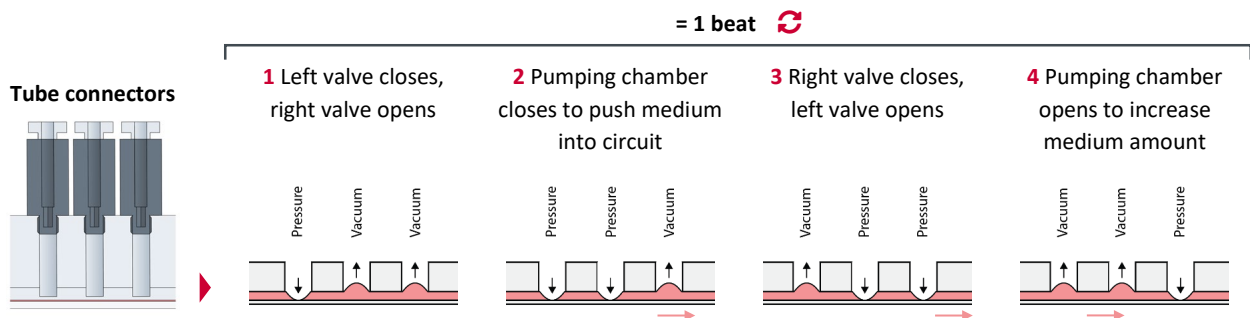 = 1 beat
Tube connectors
1 Left valve closes,
right valve opens
2 Pumping chamber
closes to push medium
into circuit
3 Right valve closes,
left valve opens
4 Pumping chamber
opens to increase
medium amount
Pressure
Vacuum
Vacuum
Pressure
Pressure
Vacuum
Vacuum
Pressure
Pressure
Vacuum
Vacuum
Pressure